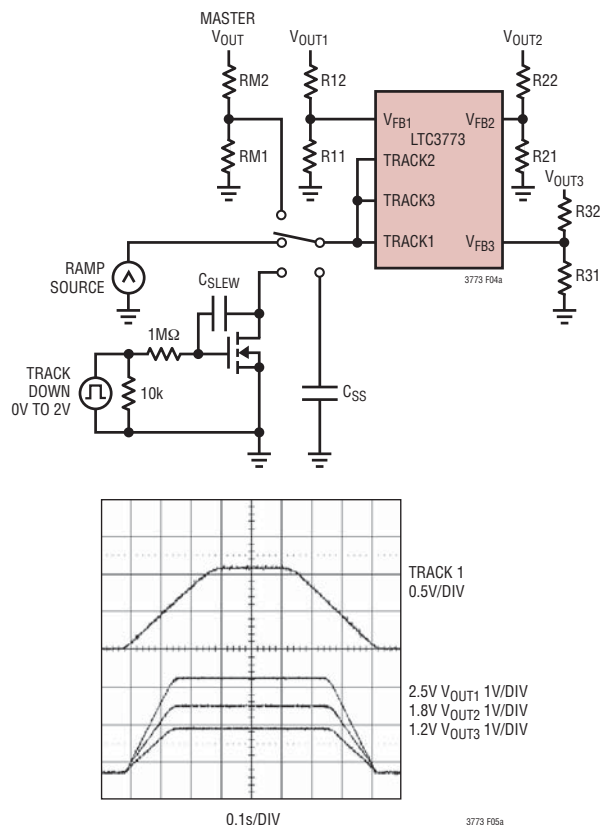 MASTER
VOUT
VOUT1
VOUT2
RM2
R12
R22
VFB1
VFB2
LTC3773
RM1
R11
TRACK2
R21
VOUT3
TRACK3
R32
TRACK1
VFB3
RAMP
SOURCE
3773 F04a
R31
CSLEW
1MΩ
TRACK
DOWN
0V TO 2V
10k
CSS
TRACK 1
0.5V/DIV
2.5V VOUT1 1V/DIV
1.8V VOUT2 1V/DIV
1.2V VOUT3 1V/DIV
0.1s/DIV
3773 F05a